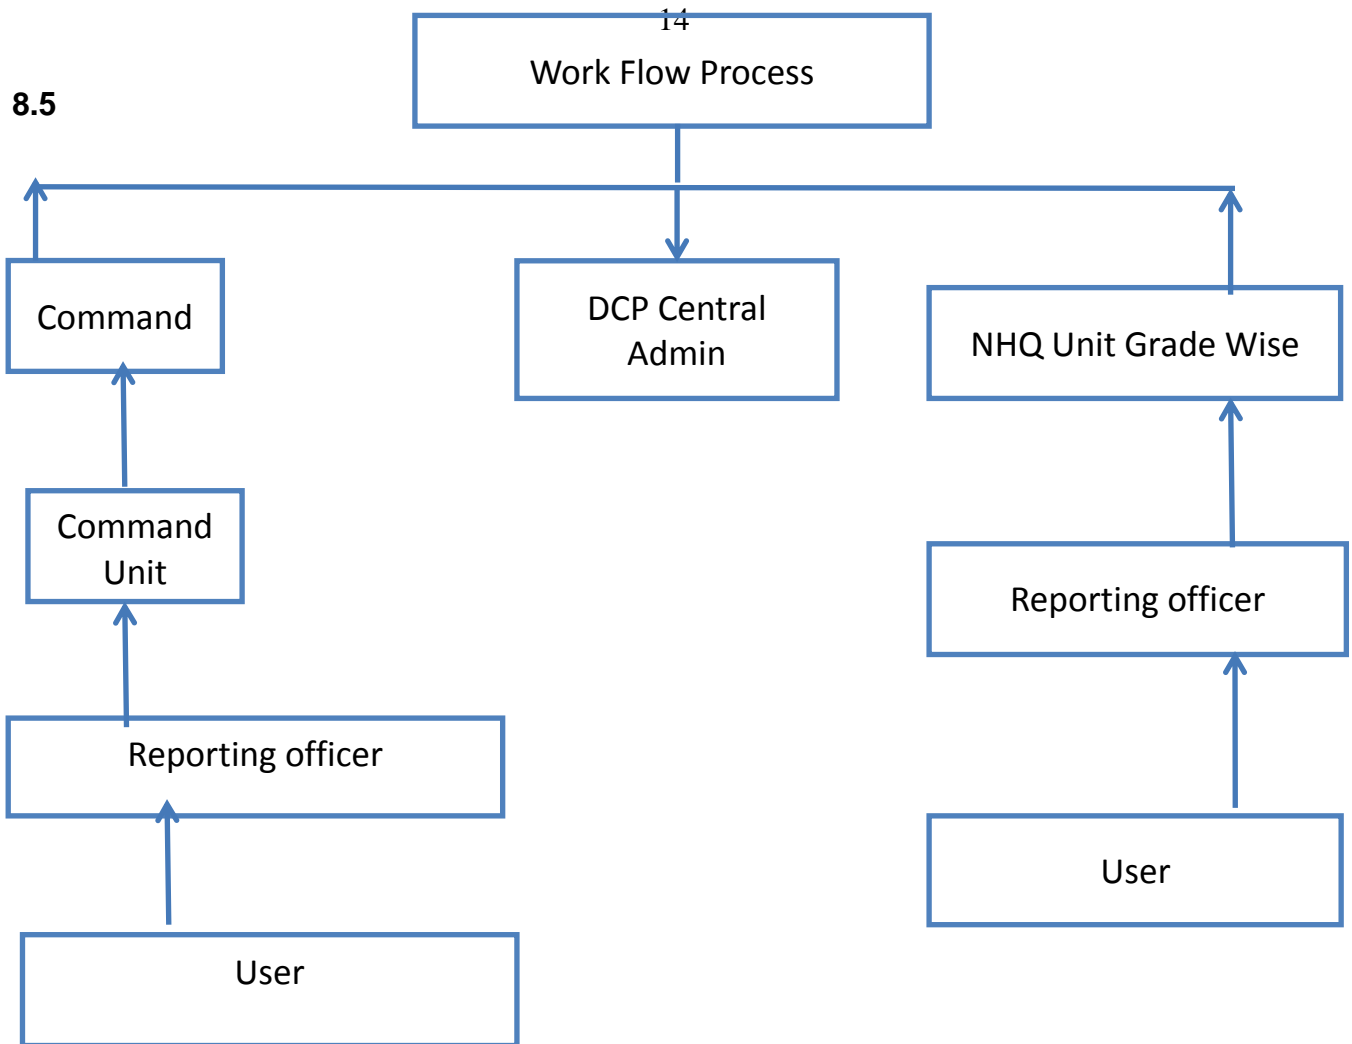 14
Work Flow Process
8.5
Command
DCP Central
Admin
NHQ Unit Grade Wise
Command
Unit
Reporting officer
Reporting officer
User
User